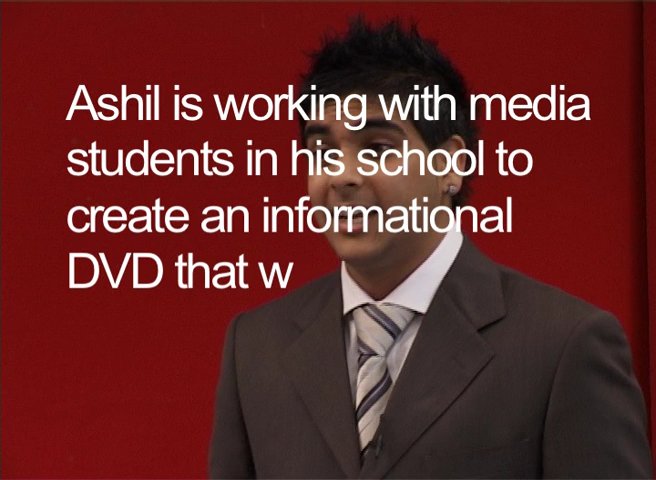 Ashil is working with media
students in his school to
create an informational
DVD that w